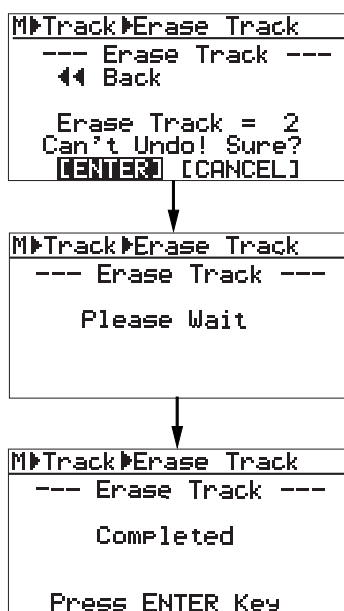 M▶Track▶Erase Track
--- Erase Track ---
◀◀ Back
Erase Track = 2
Can't Undo! Sure?
[ENTER] [CANCEL]
M▶Track▶Erase Track
--- Erase Track ---
Please Wait
M▶Track▶Erase Track
--- Erase Track ---
Completed
Press ENTER Key